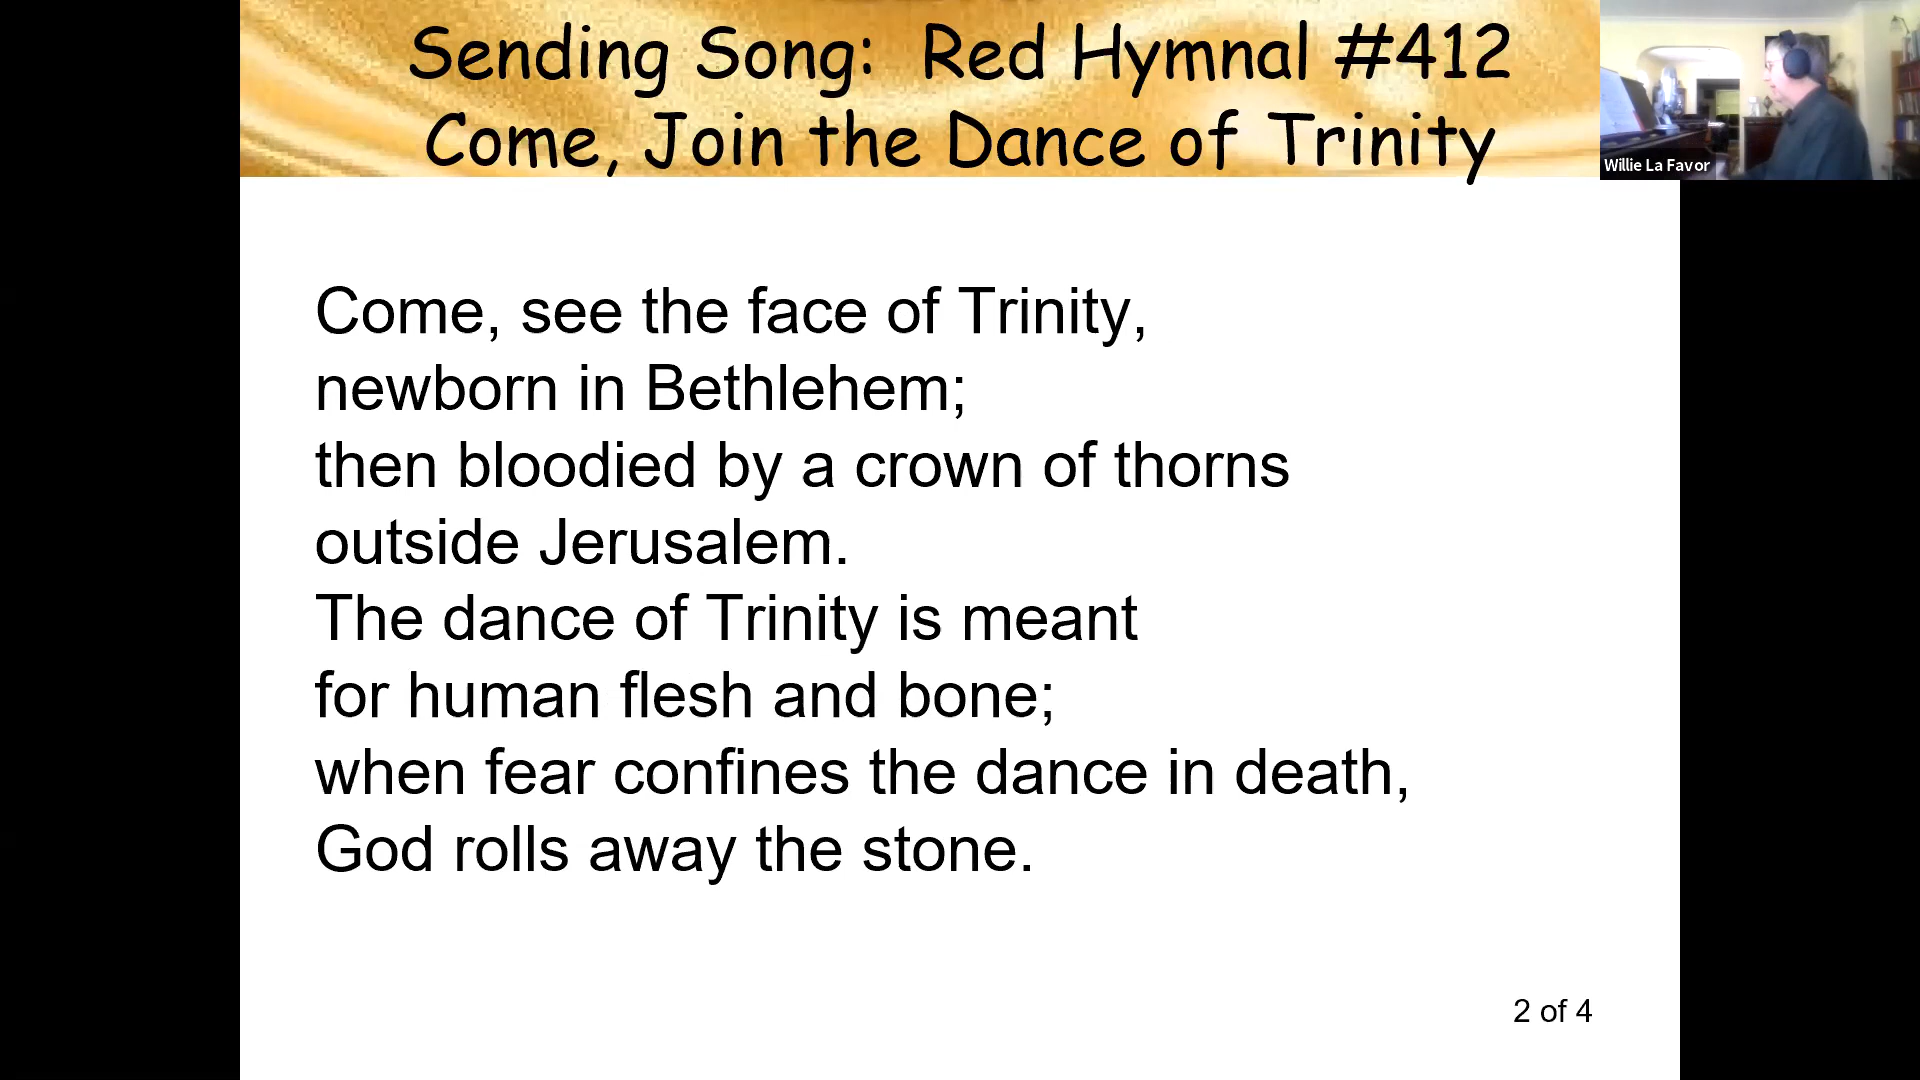 Sending Song: Red Hymnal #412
Come, Join the Dance of Trinity
Willie La Favor
Come, see the face of Trinity,
newborn in Bethlehem;
then bloodied by a crown of thorns
outside Jerusalem.
The dance of Trinity is meant
for human flesh and bone;
when fear confines the dance in death,
God rolls away the stone.
2 of 4